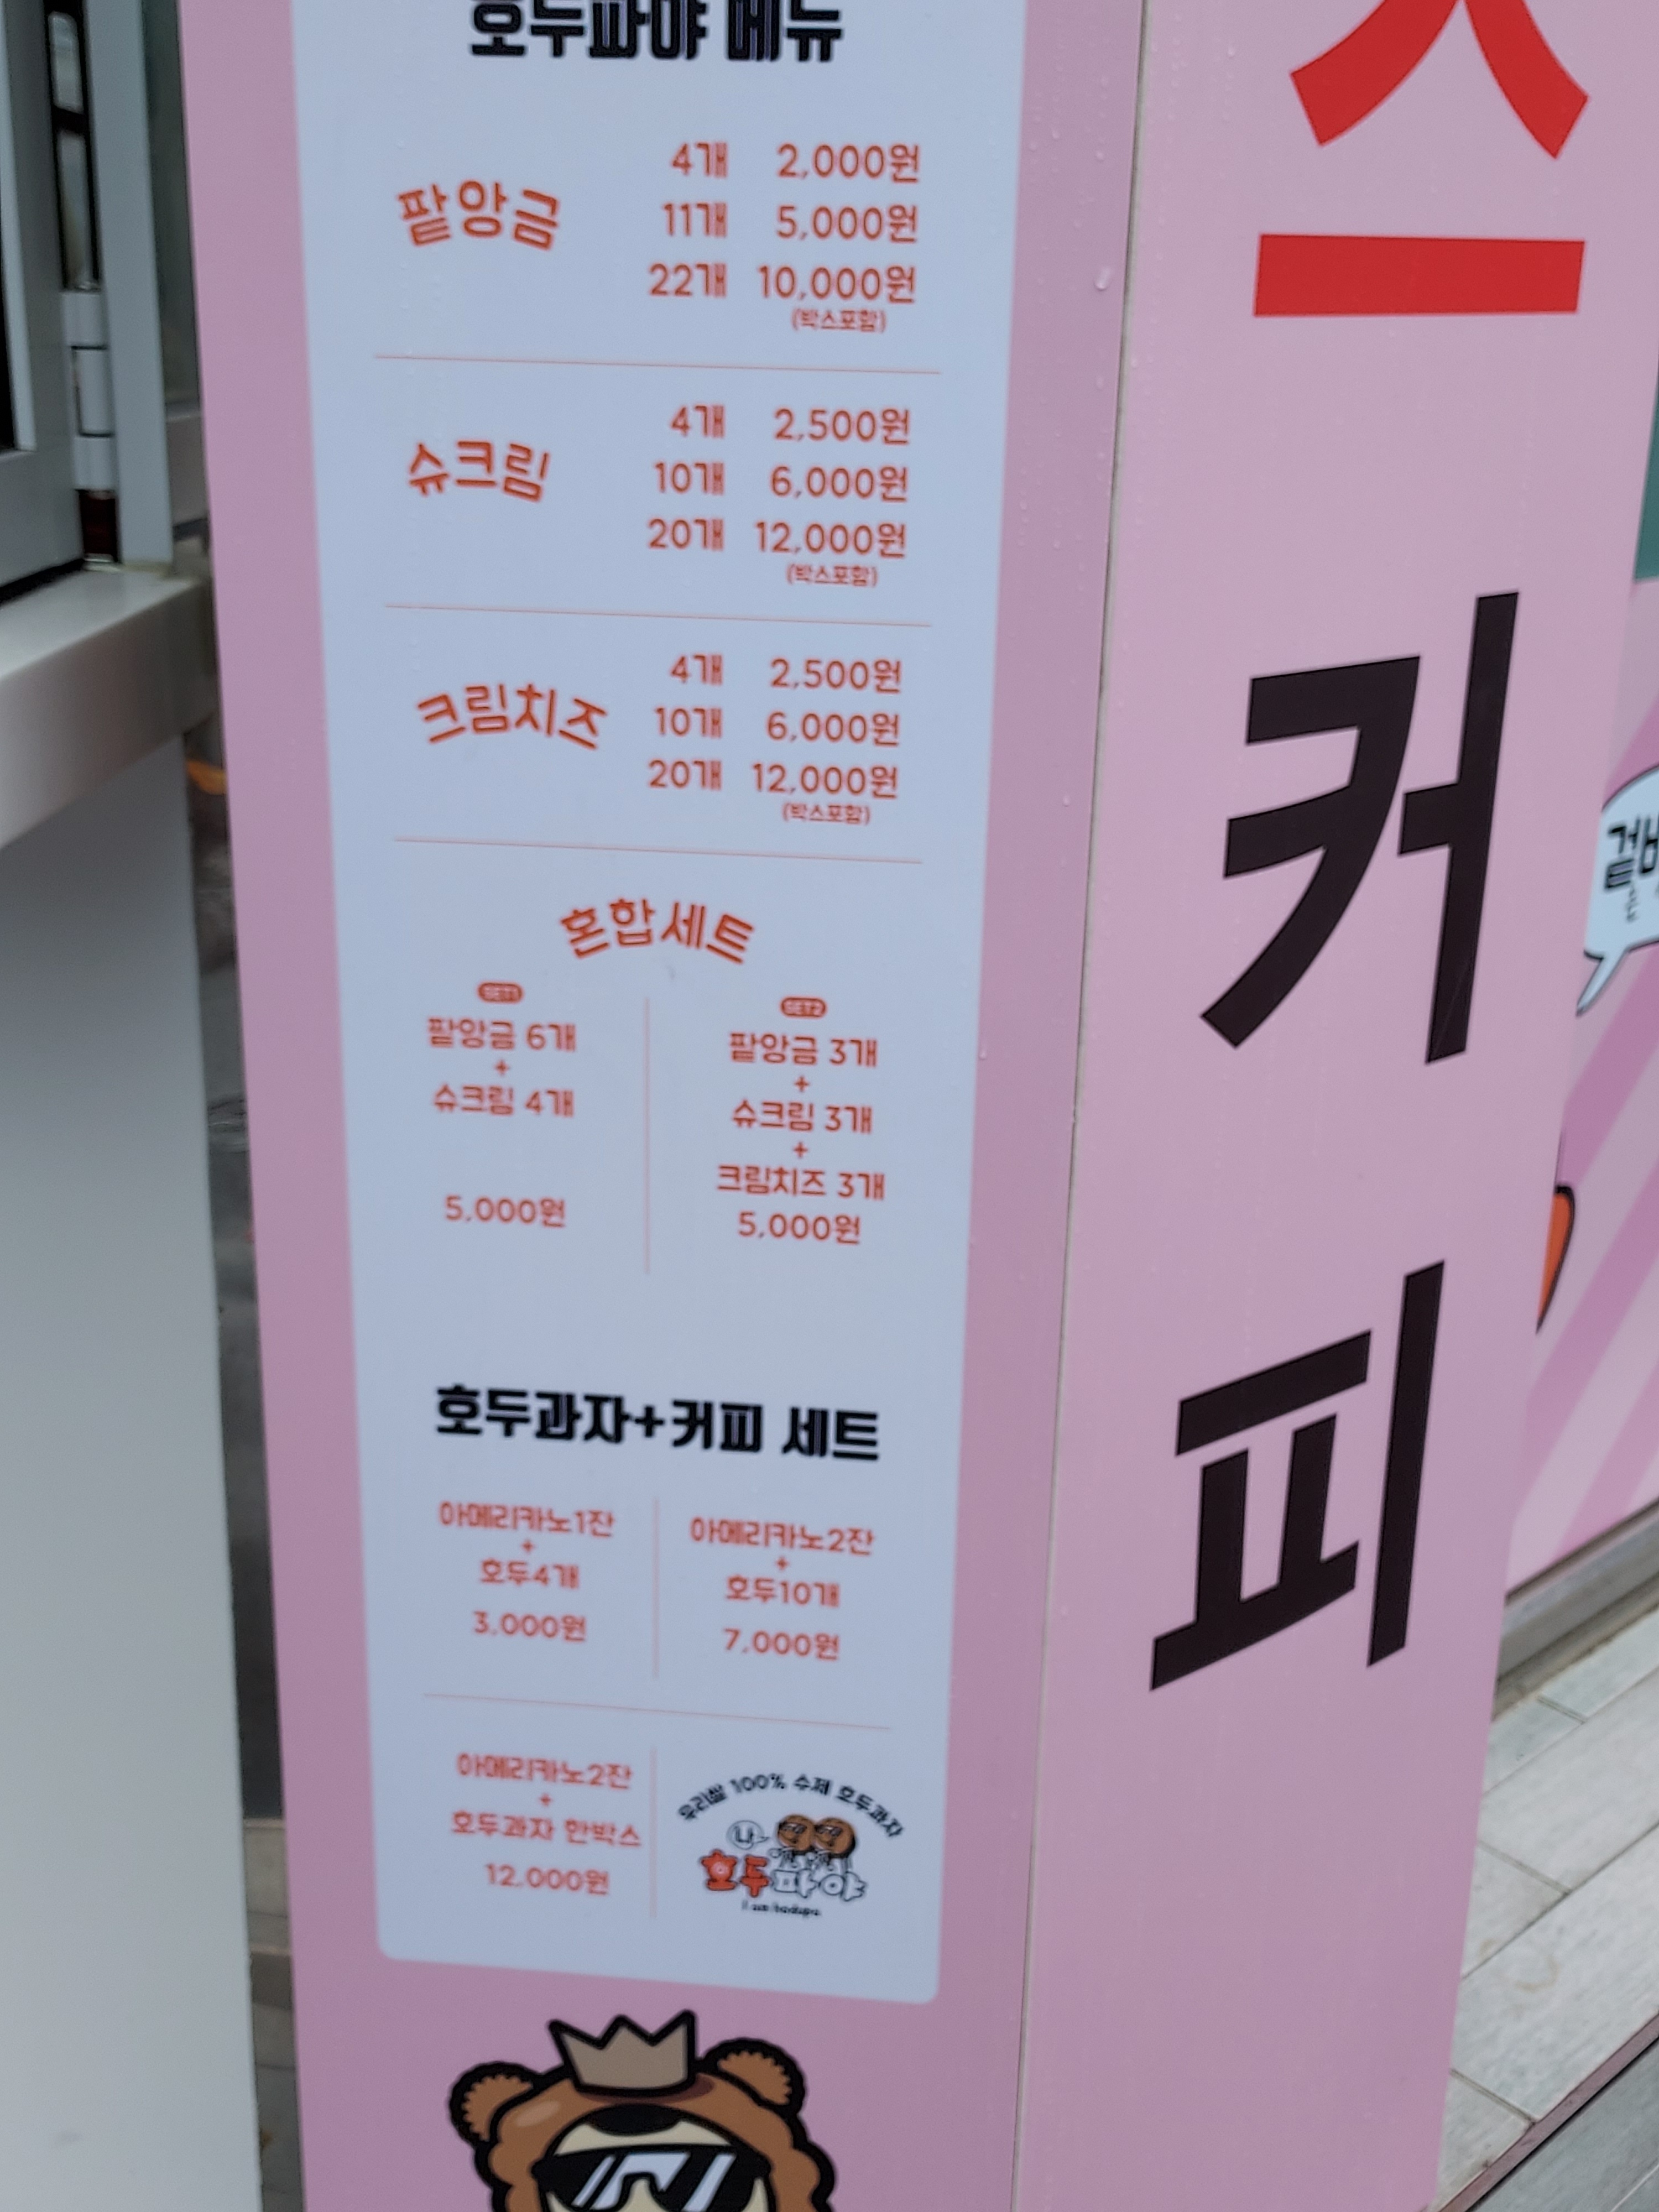 호두파야 메뉴
팥앙금
4개 2,000원
11개 5,000원
22개 10,000원
(박스포함)
슈크림
4개 2,500원
10개 6,000원
20개 12,000원
(박스포함)
크림치즈
4개 2,500원
10개 6,000원
20개 12,000원
(박스포함)
혼합세트
SET1
팥앙금 6개
+
슈크림 4개
5,000원
SET2
팥앙금 3개
+
슈크림 3개
+
크림치즈 3개
5,000원
호두과자+커피 세트
아메리카노1잔
+
호두4개
3,000원
아메리카노2잔
+
호두10개
7,000원
아메리카노2잔
+
호두과자 한박스
12,000원
우리쌀 100% 수제 호두과자
나
호두파야
I am hodupa
스
커
피